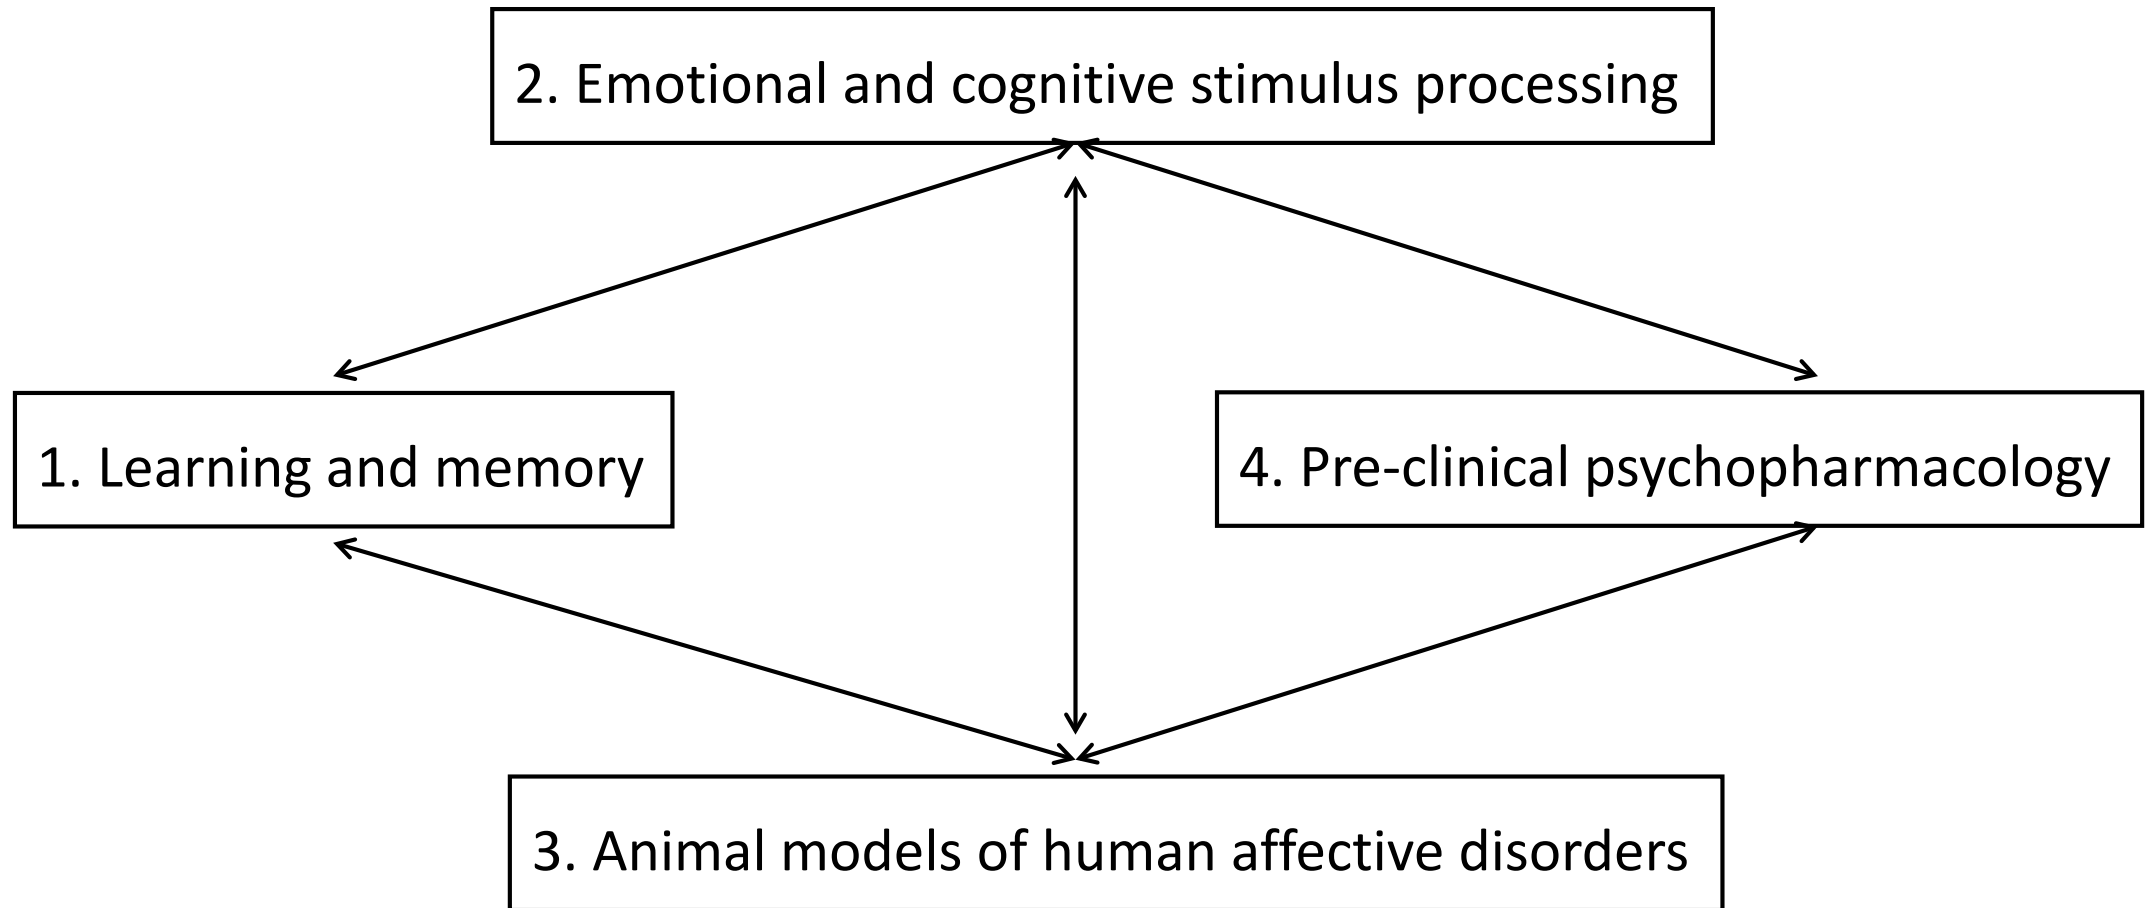 2. Emotional and cognitive stimulus processing
1. Learning and memory
4. Pre-clinical psychopharmacology
3. Animal models of human affective disorders